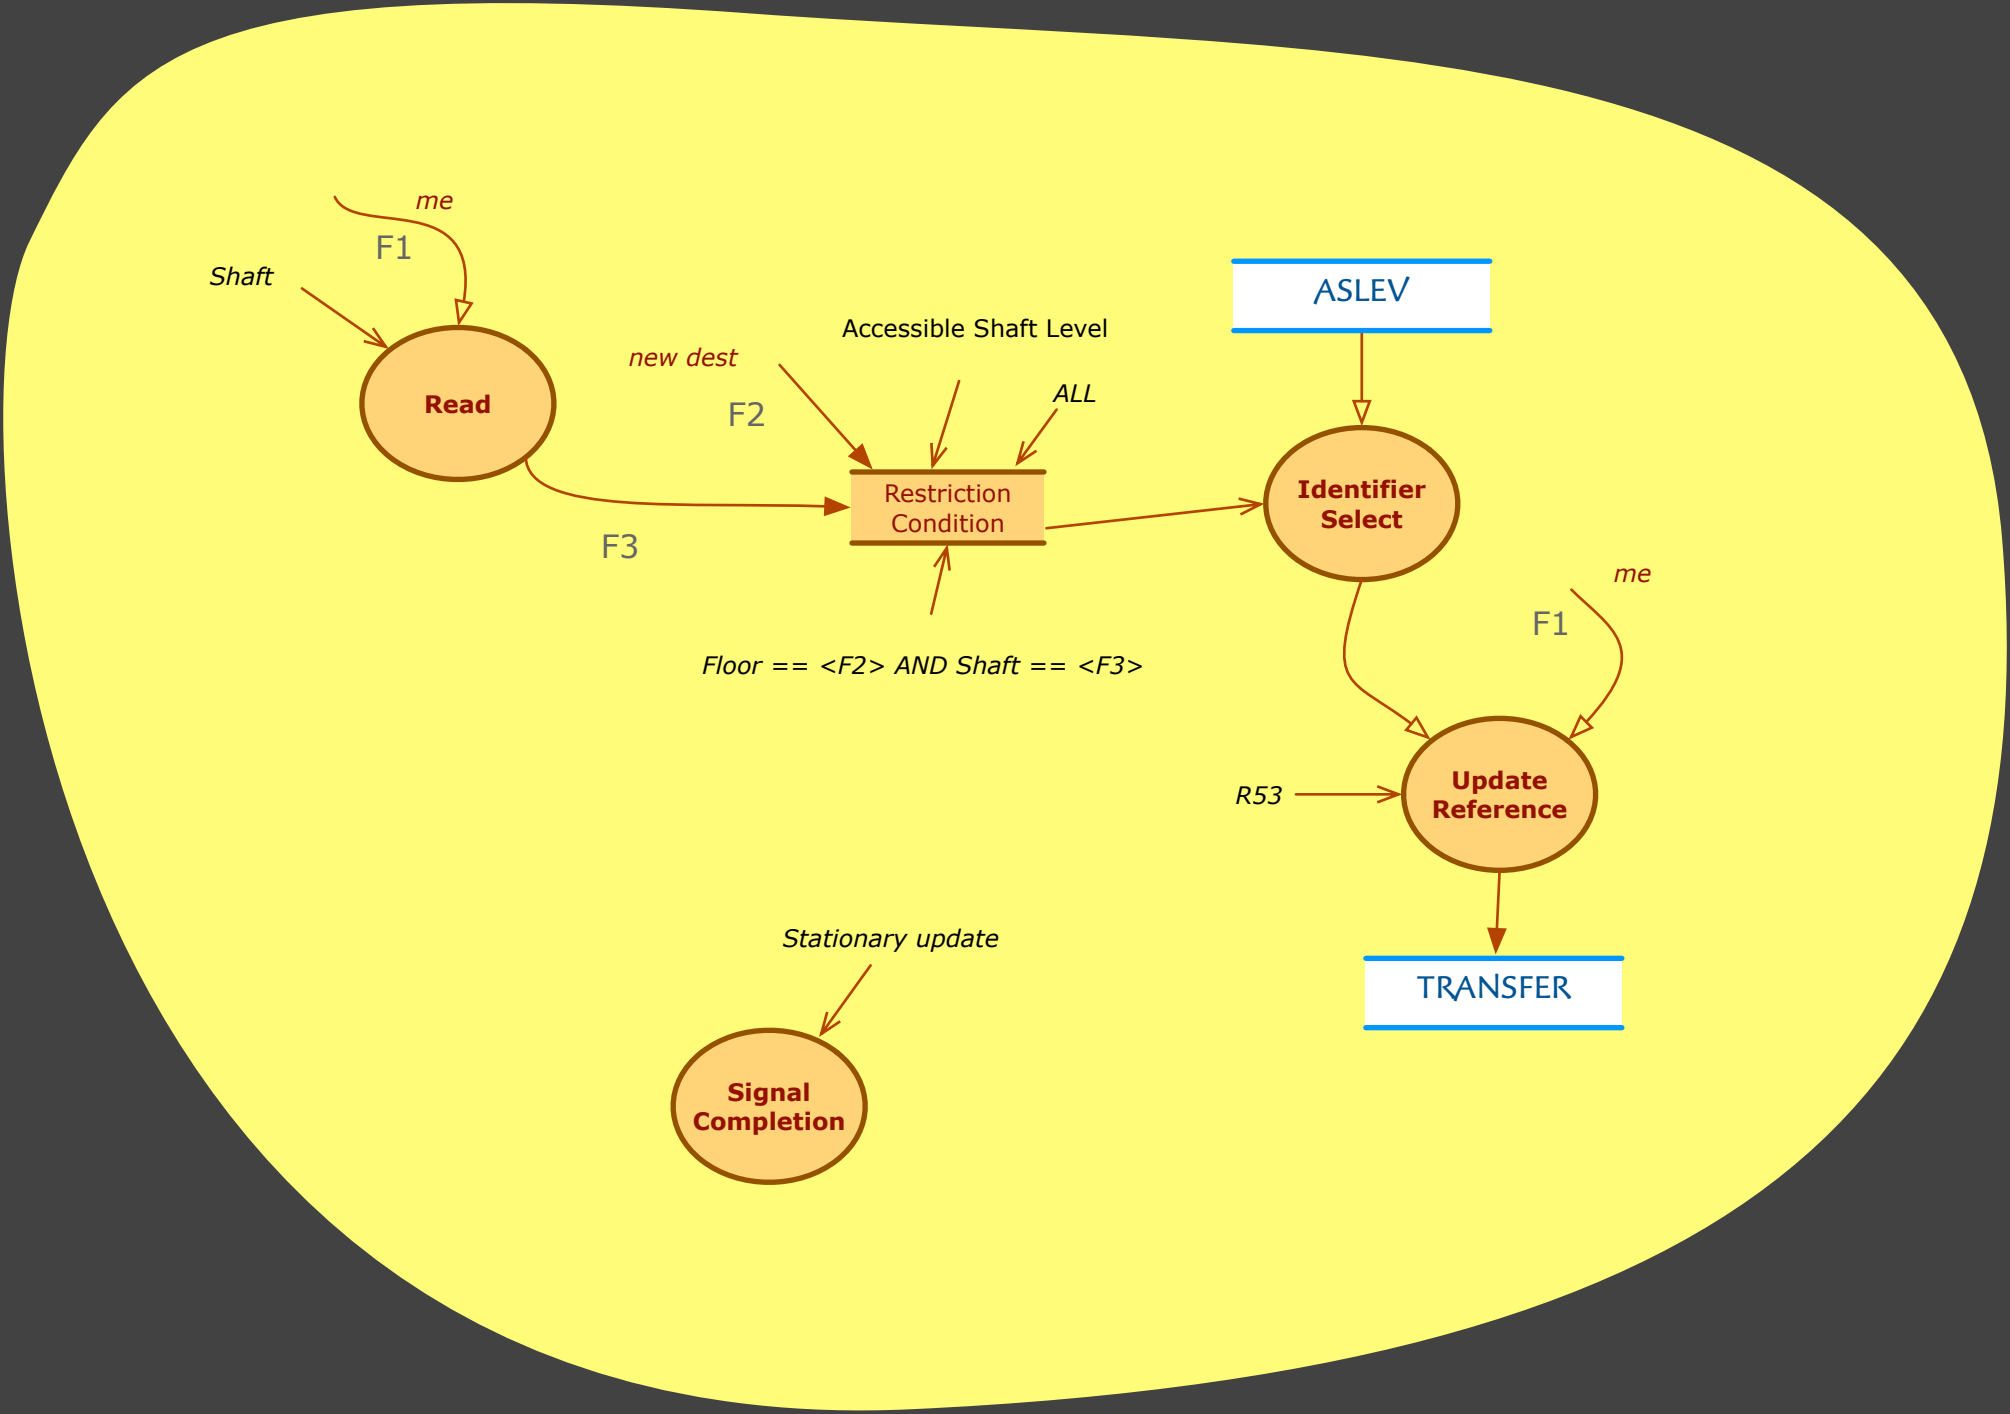 me
F1
Shaft
Read
new dest
F2
Accessible Shaft Level
ALL
ASLEV
Restriction
Condition
F3
Floor == <F2> AND Shaft == <F3>
Identifier
Select
me
F1
R53
Update
Reference
TRANSFER
Stationary update
Signal
Completion